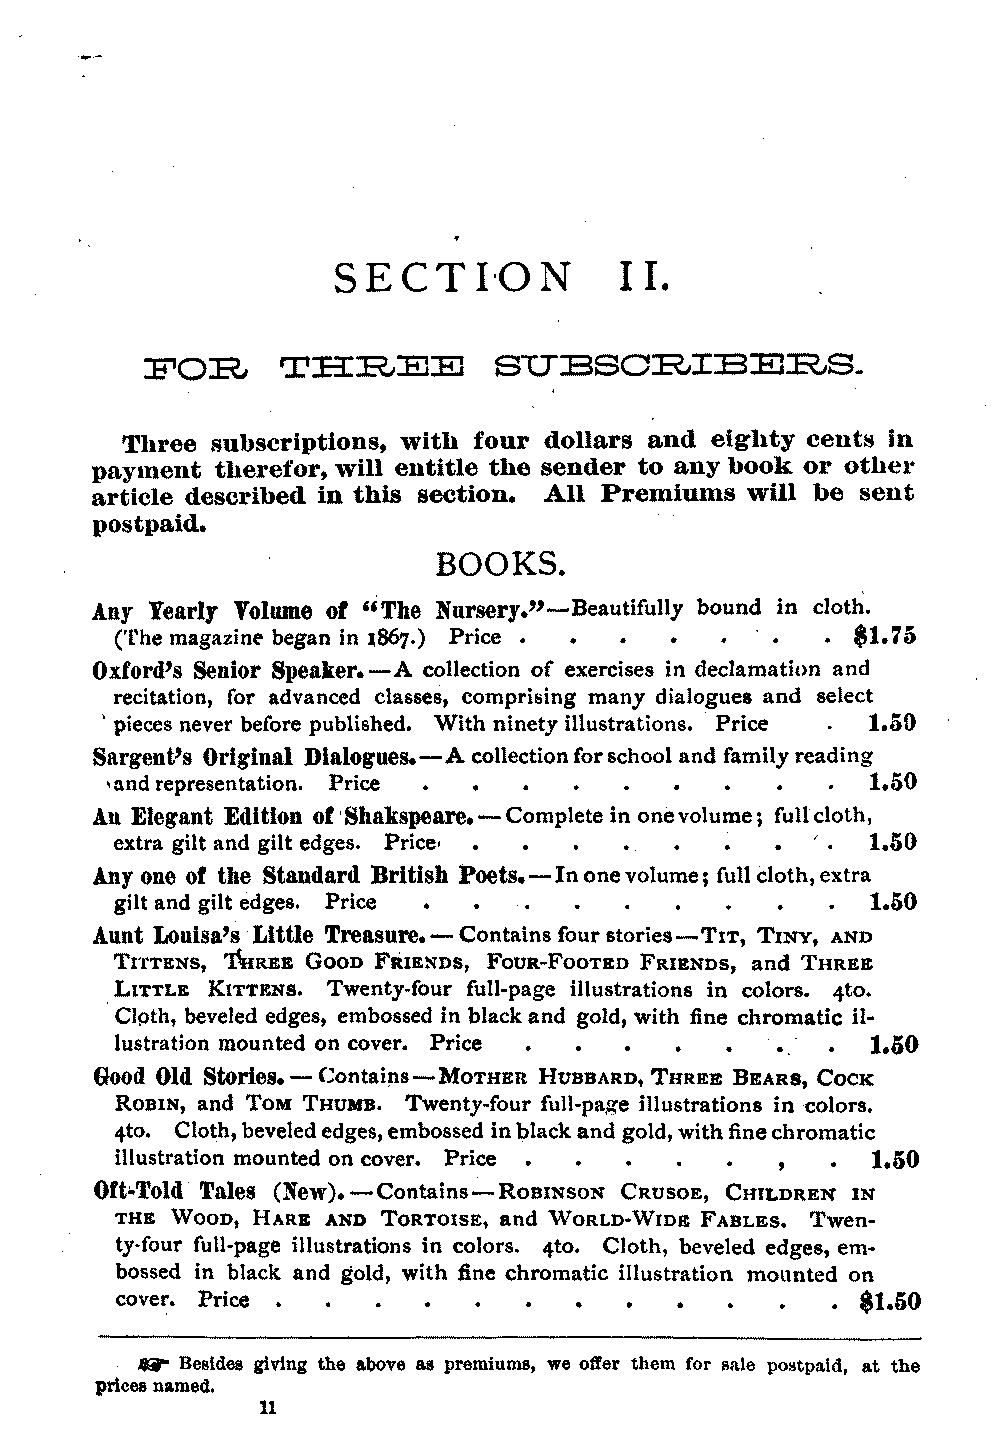 SECTION II.
FOR THREE SUBSCRIBERS.
Three subscriptions, with four dollars and eighty cents in
payment therefor, will entitle the sender to any book or other
article described in this section. All Premiums will be sent
postpaid.
BOOKS.
Any Yearly Volume of “The Nursery.”—Beautifully bound in cloth.
(The magazine began in 1867.) Price . . . . . . . $1.75
Oxford’s Senior Speaker.—A collection of exercises in declamation and
recitation, for advanced classes, comprising many dialogues and select
pieces never before published. With ninety illustrations. Price . 1.50
Sargent’s Original Dialogues.—A collection for school and family reading
and representation. Price . . . . . . . . . 1.50
An Elegant Edition of Shakspeare.—Complete in one volume; full cloth,
extra gilt and gilt edges. Price . . . . . . . . 1.50
Any one of the Standard British Poets.—In one volume; full cloth, extra
gilt and gilt edges. Price . . . . . . . . . 1.50
Aunt Louisa’s Little Treasure.—Contains four stories—TIT, TINY, AND
TITTENS, THREE GOOD FRIENDS, FOUR-FOOTED FRIENDS, and THREE
LITTLE KITTENS. Twenty-four full-page illustrations in colors. 4to.
Cloth, beveled edges, embossed in black and gold, with fine chromatic il-
lustration mounted on cover. Price . . . . . . . 1.50
Good Old Stories.—Contains—MOTHER HUBBARD, THREE BEARS, COCK
ROBIN, and TOM THUMB. Twenty-four full-page illustrations in colors.
4to. Cloth, beveled edges, embossed in black and gold, with fine chromatic
illustration mounted on cover. Price . . . . . , . 1.50
Oft-Told Tales (New).—Contains—ROBINSON CRUSOE, CHILDREN IN
THE WOOD, HARE AND TORTOISE, and WORLD-WIDE FABLES. Twen-
ty-four full-page illustrations in colors. 4to. Cloth, beveled edges, em-
bossed in black and gold, with fine chromatic illustration mounted on
cover. Price . . . . . . . . . . . . $1.50
☞ Besides giving the above as premiums, we offer them for sale postpaid, at the
prices named.
11